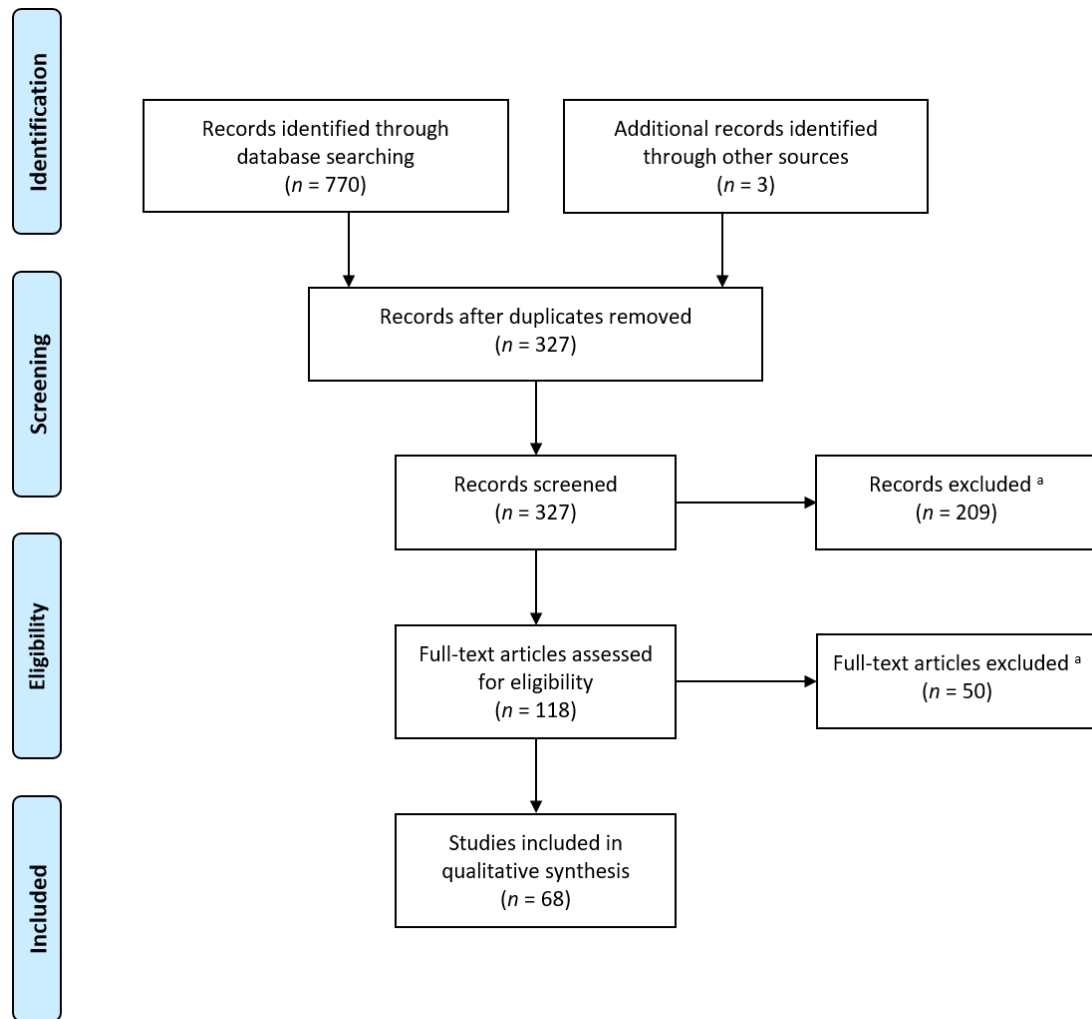 Identification
Records identified through
database searching
(n = 770)
Additional records identified
through other sources
(n = 3)
Screening
Records after duplicates removed
(n = 327)
Records screened
(n = 327)
Records excluded ᵃ
(n = 209)
Eligibility
Full-text articles assessed
for eligibility
(n = 118)
Full-text articles excluded ᵃ
(n = 50)
Included
Studies included in
qualitative synthesis
(n = 68)